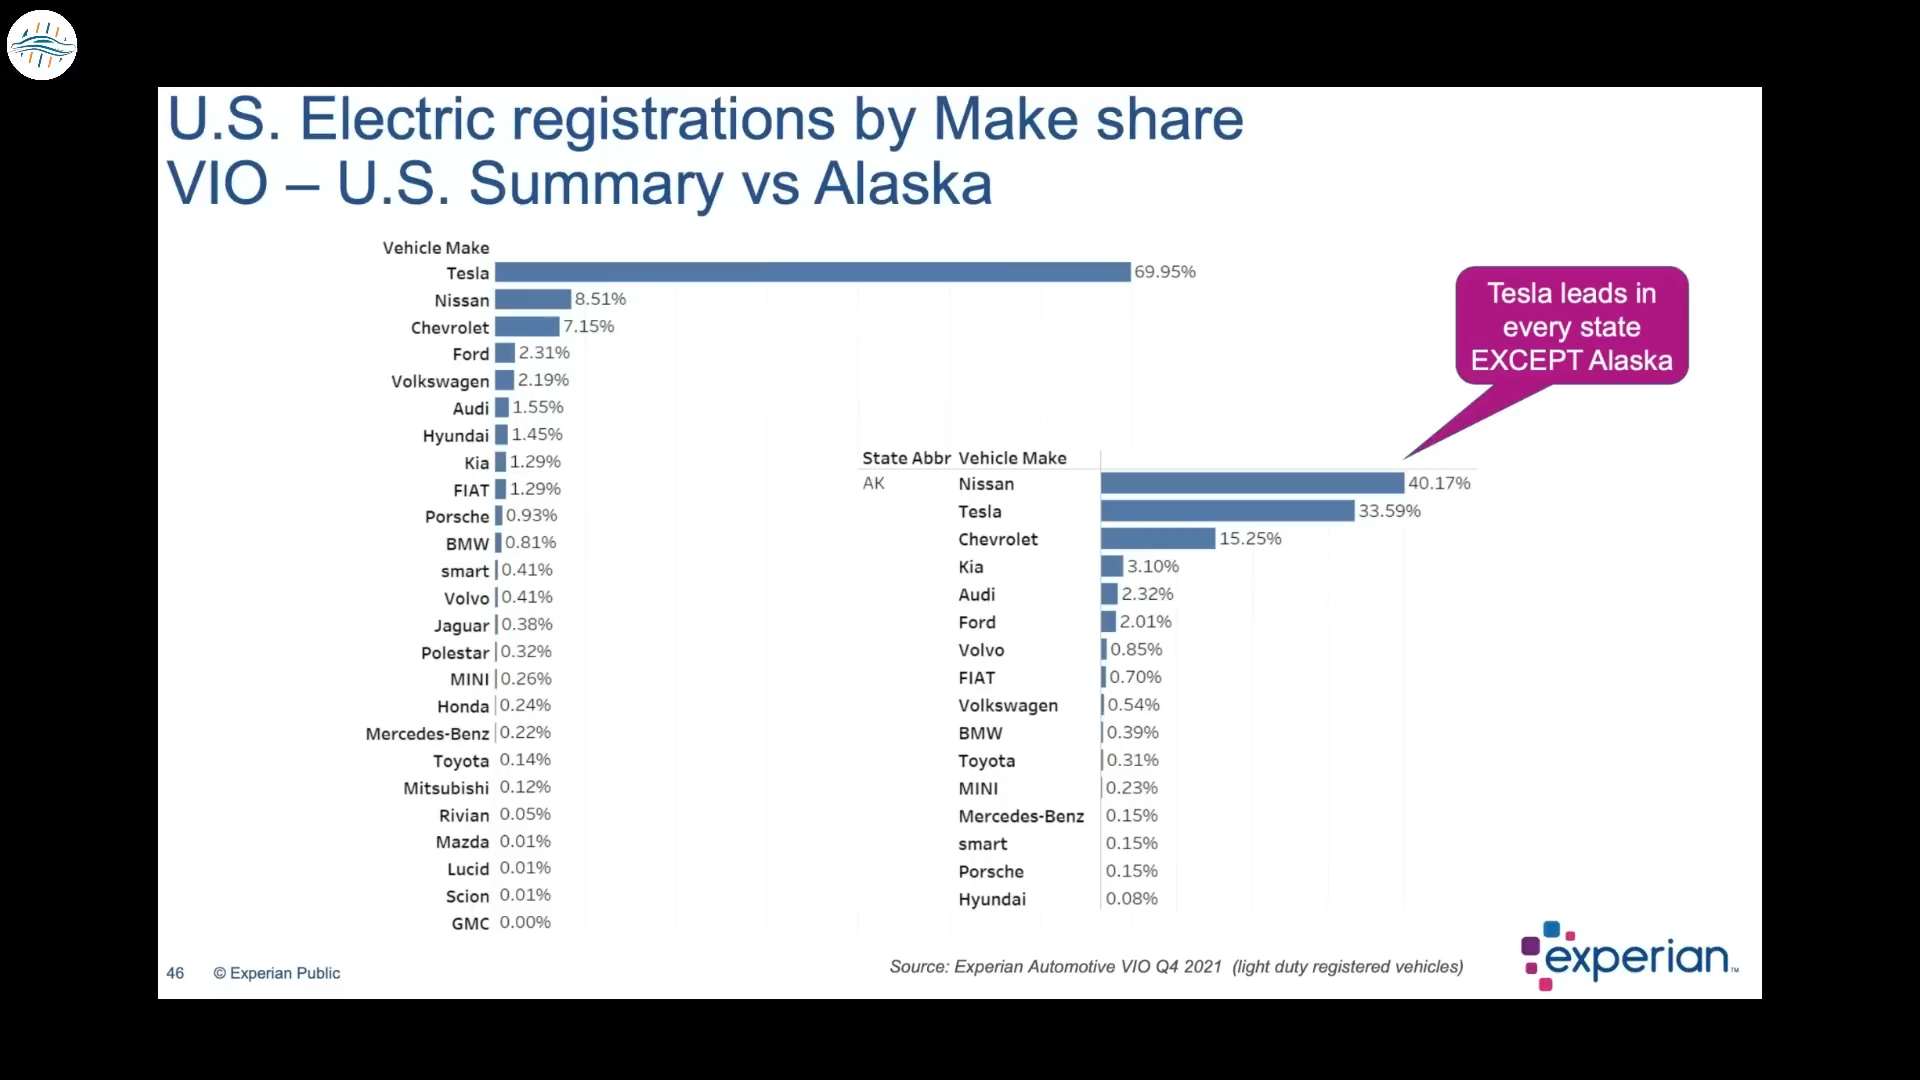 U.S. Electric registrations by Make share
VIO – U.S. Summary vs Alaska
Vehicle Make
Tesla 69.95%
Nissan 8.51%
Chevrolet 7.15%
Ford 2.31%
Volkswagen 2.19%
Audi 1.55%
Hyundai 1.45%
Kia 1.29%
FIAT 1.29%
Porsche 0.93%
BMW 0.81%
smart 0.41%
Volvo 0.41%
Jaguar 0.38%
Polestar 0.32%
MINI 0.26%
Honda 0.24%
Mercedes-Benz 0.22%
Toyota 0.14%
Mitsubishi 0.12%
Rivian 0.05%
Mazda 0.01%
Lucid 0.01%
Scion 0.01%
GMC 0.00%
Tesla leads in
every state
EXCEPT Alaska
State Abbr Vehicle Make
AK Nissan 40.17%
Tesla 33.59%
Chevrolet 15.25%
Kia 3.10%
Audi 2.32%
Ford 2.01%
Volvo 0.85%
FIAT 0.70%
Volkswagen 0.54%
BMW 0.39%
Toyota 0.31%
MINI 0.23%
Mercedes-Benz 0.15%
smart 0.15%
Porsche 0.15%
Hyundai 0.08%
46 © Experian Public
Source: Experian Automotive VIO Q4 2021 (light duty registered vehicles)
experian™